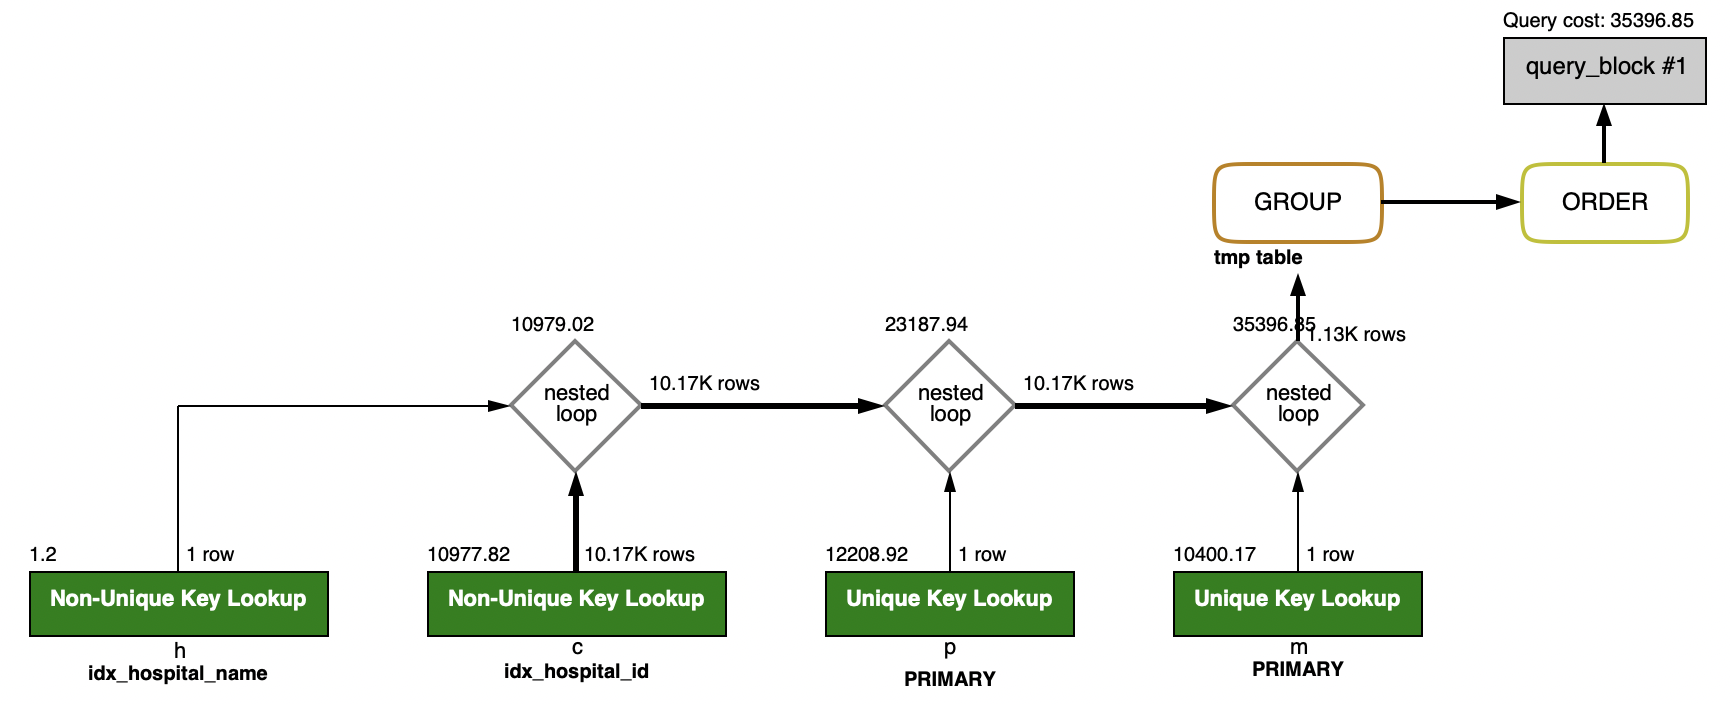 Query cost: 35396.85
query_block #1
GROUP
ORDER
tmp table
10979.02
23187.94
35396.85
1.13K rows
nested
loop
10.17K rows
nested
loop
10.17K rows
nested
loop
1.2
1 row
10977.82
10.17K rows
12208.92
1 row
10400.17
1 row
Non-Unique Key Lookup
Non-Unique Key Lookup
Unique Key Lookup
Unique Key Lookup
h
idx_hospital_name
c
idx_hospital_id
p
PRIMARY
m
PRIMARY